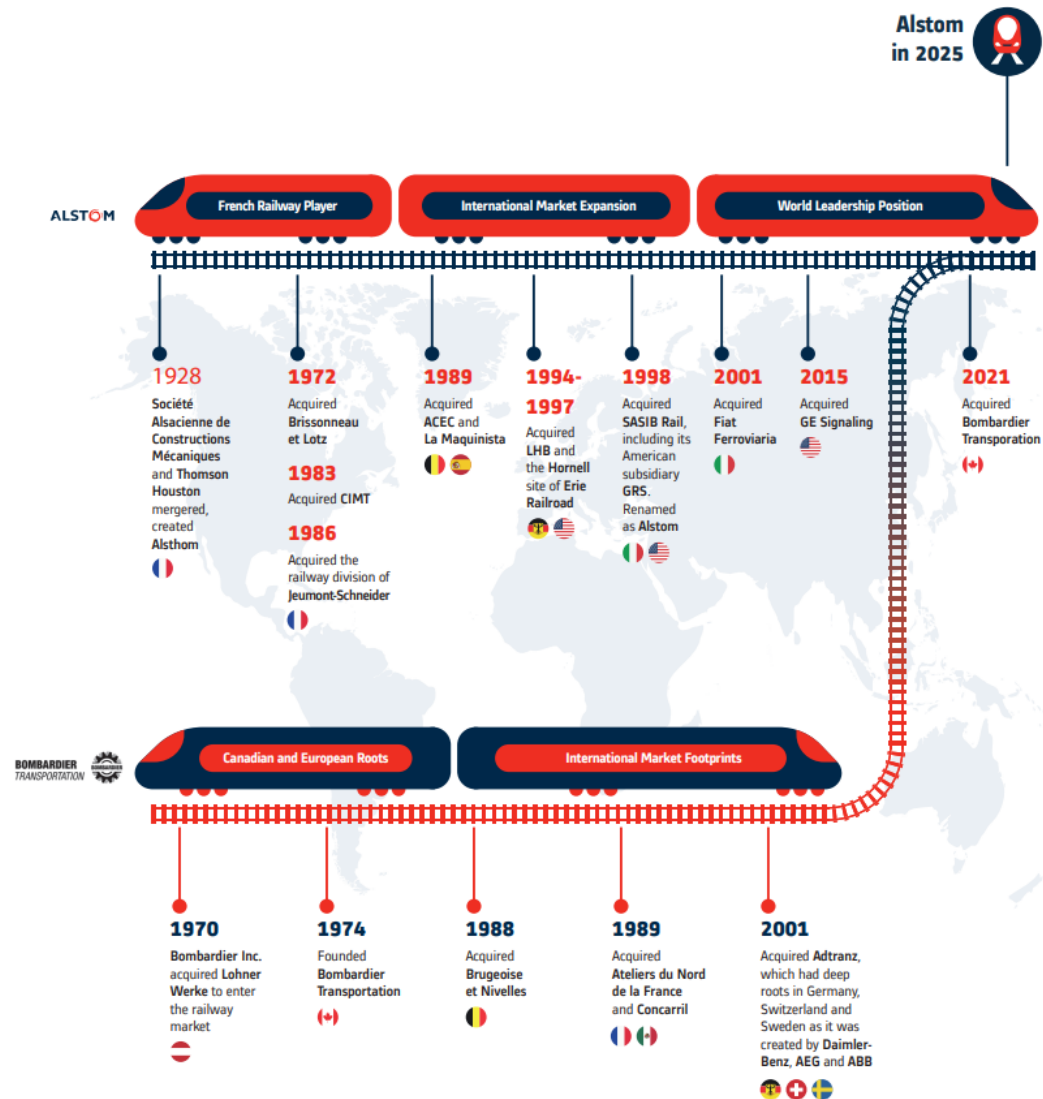 Alstom
in 2025
ALSTOM
French Railway Player
International Market Expansion
World Leadership Position
1928
Société
Alsacienne de
Constructions
Mécaniques
and Thomson
Houston
mergered,
created
Alsthom
1972
Acquired
Brissonneau
et Lotz
1983
Acquired CIMT
1986
Acquired the
railway division of
Jeumont-Schneider
1989
Acquired
ACEC and
La Maquinista
1994-
1997
Acquired
LHB and
the Hornell
site of Erie
Railroad
1998
Acquired
SASIB Rail,
including its
American
subsidiary
GRS.
Renamed
as Alstom
2001
Acquired
Fiat
Ferroviaria
2015
Acquired
GE Signaling
2021
Acquired
Bombardier
Transporation
BOMBARDIER
TRANSPORTATION
BOMBARDIER
Canadian and European Roots
International Market Footprints
1970
Bombardier Inc.
acquired Lohner
Werke to enter
the railway
market
1974
Founded
Bombardier
Transportation
1988
Acquired
Brugeoise
et Nivelles
1989
Acquired
Ateliers du Nord
de la France
and Concarril
2001
Acquired Adtranz,
which had deep
roots in Germany,
Switzerland and
Sweden as it was
created by Daimler-
Benz, AEG and ABB